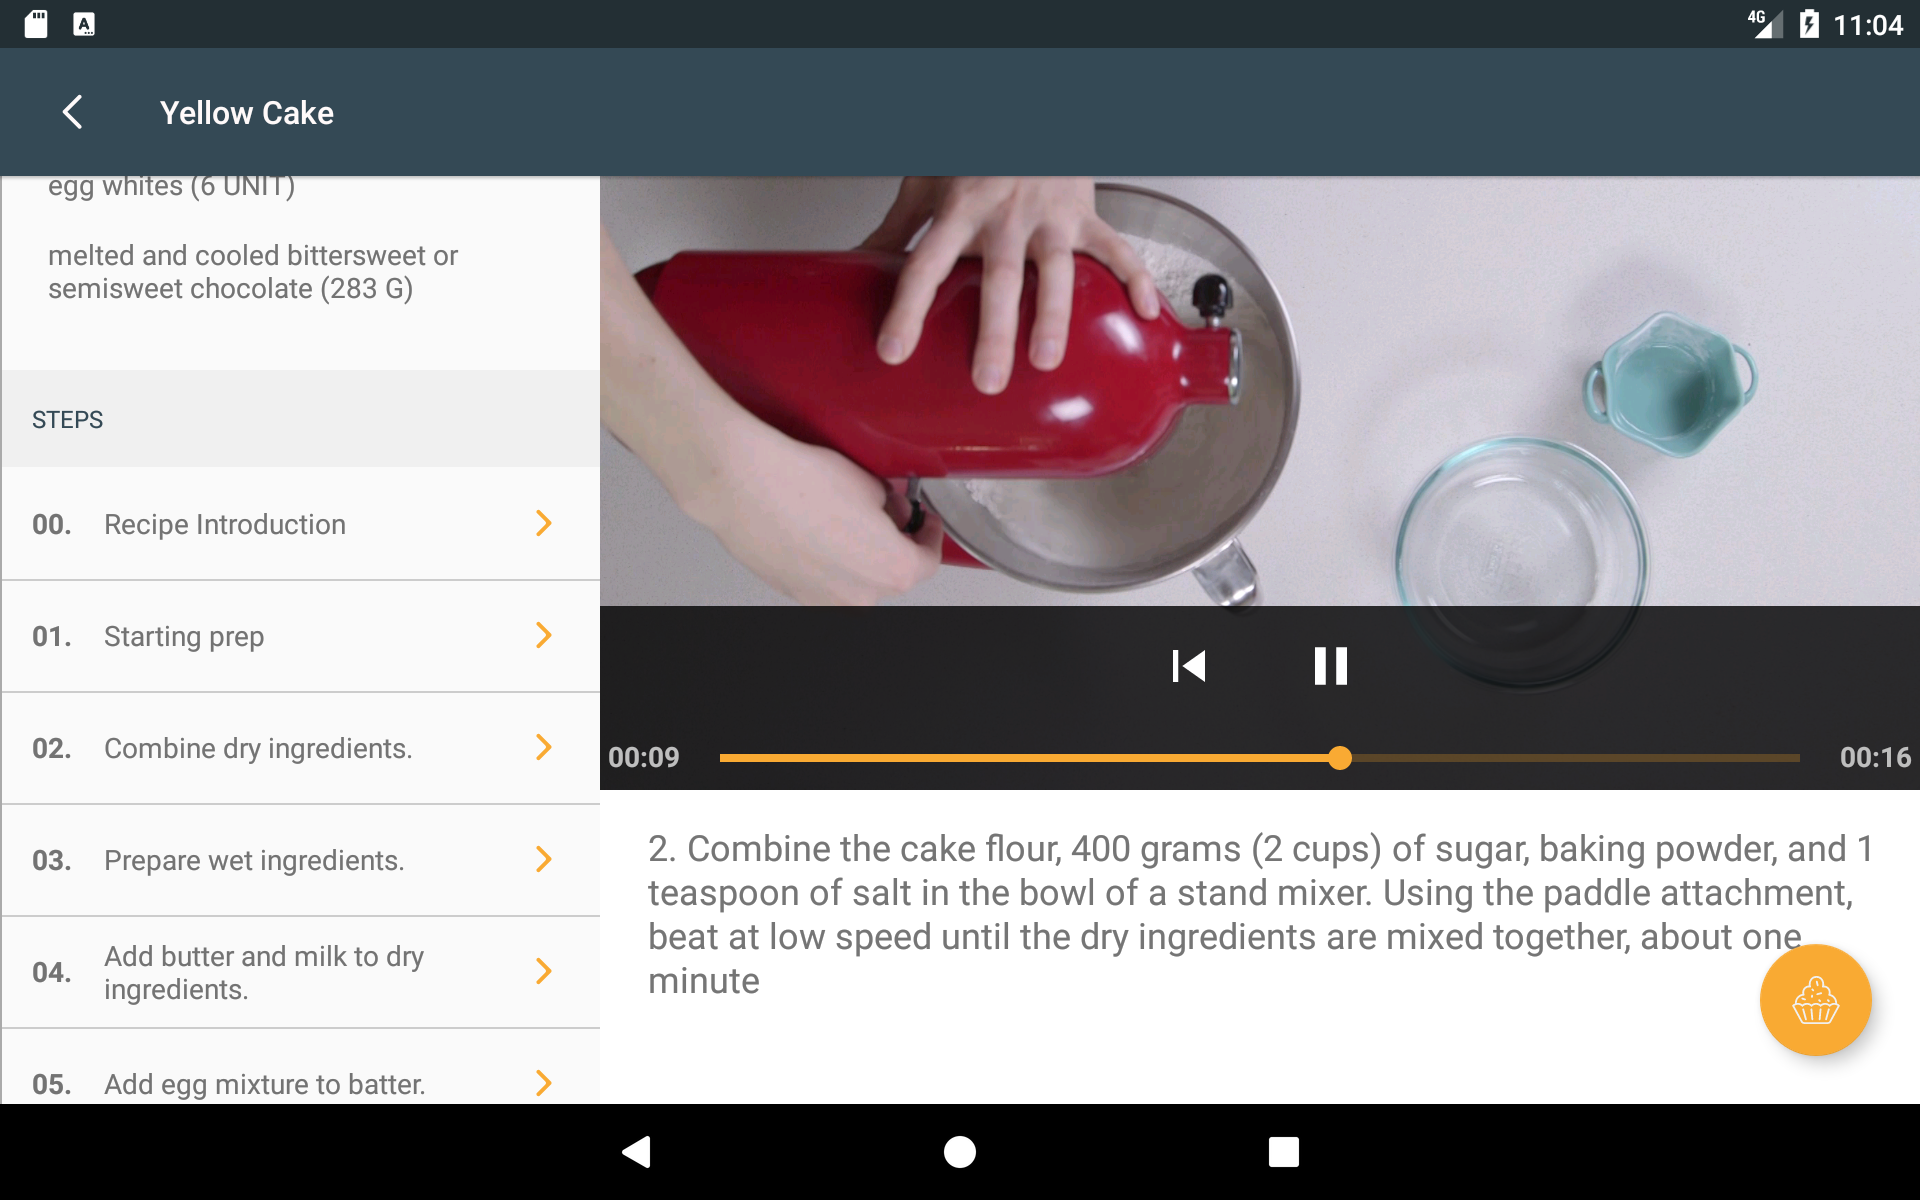 4G 11:04
Yellow Cake
egg whites (6 UNIT)
melted and cooled bittersweet or
semisweet chocolate (283 G)
STEPS
00. Recipe Introduction
01. Starting prep
02. Combine dry ingredients.
03. Prepare wet ingredients.
04. Add butter and milk to dry
ingredients.
05. Add egg mixture to batter.
00:09 00:16
2. Combine the cake flour, 400 grams (2 cups) of sugar, baking powder, and 1
teaspoon of salt in the bowl of a stand mixer. Using the paddle attachment,
beat at low speed until the dry ingredients are mixed together, about one
minute